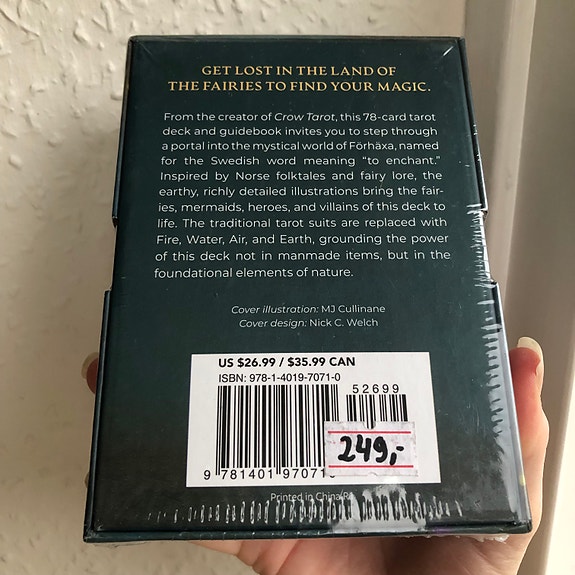 GET LOST IN THE LAND OF
THE FAIRIES TO FIND YOUR MAGIC.
From the creator of Crow Tarot, this 78-card tarot
deck and guidebook invites you to step through
a portal into the mystical world of Förhäxa, named
for the Swedish word meaning “to enchant.”
Inspired by Norse folktales and fairy lore, the
earthy, richly detailed illustrations bring the fair-
ies, mermaids, heroes, and villains of this deck to
life. The traditional tarot suits are replaced with
Fire, Water, Air, and Earth, grounding the power
of this deck not in manmade items, but in the
foundational elements of nature.
Cover illustration: MJ Cullinane
Cover design: Nick C. Welch
US $26.99 / $35.99 CAN
ISBN: 978-1-4019-7071-0
52699
249,-
9 781401 97071
Printed in China